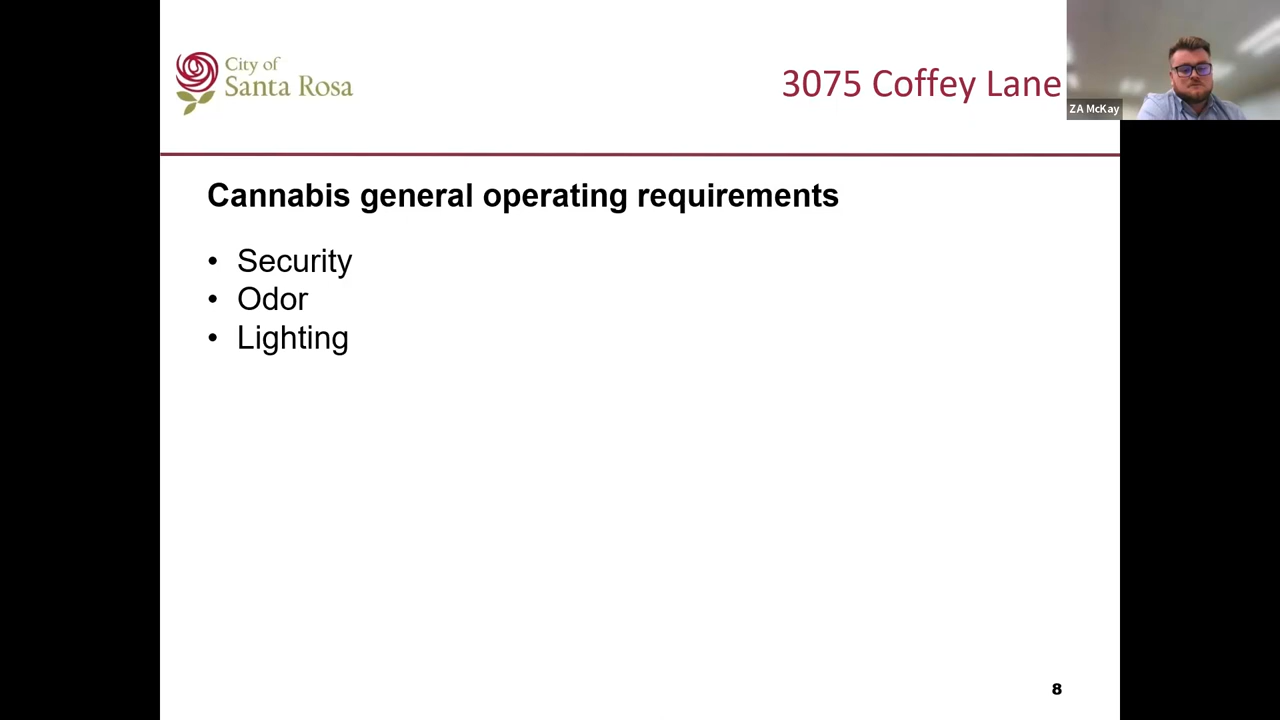 City of
Santa Rosa
3075 Coffey Lane
ZA McKay
Cannabis general operating requirements
• Security
• Odor
• Lighting
8